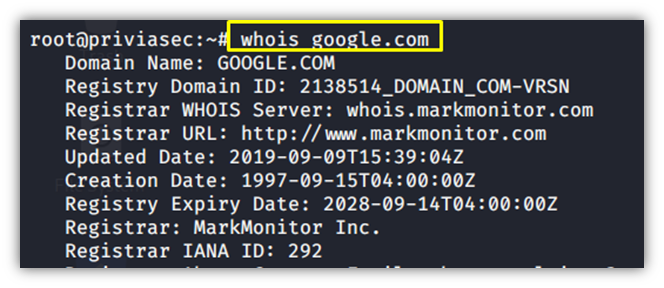 root@priviasec:~# whois google.com
Domain Name: GOOGLE.COM
Registry Domain ID: 2138514_DOMAIN_COM-VRSN
Registrar WHOIS Server: whois.markmonitor.com
Registrar URL: http://www.markmonitor.com
Updated Date: 2019-09-09T15:39:04Z
Creation Date: 1997-09-15T04:00:00Z
Registry Expiry Date: 2028-09-14T04:00:00Z
Registrar: MarkMonitor Inc.
Registrar IANA ID: 292